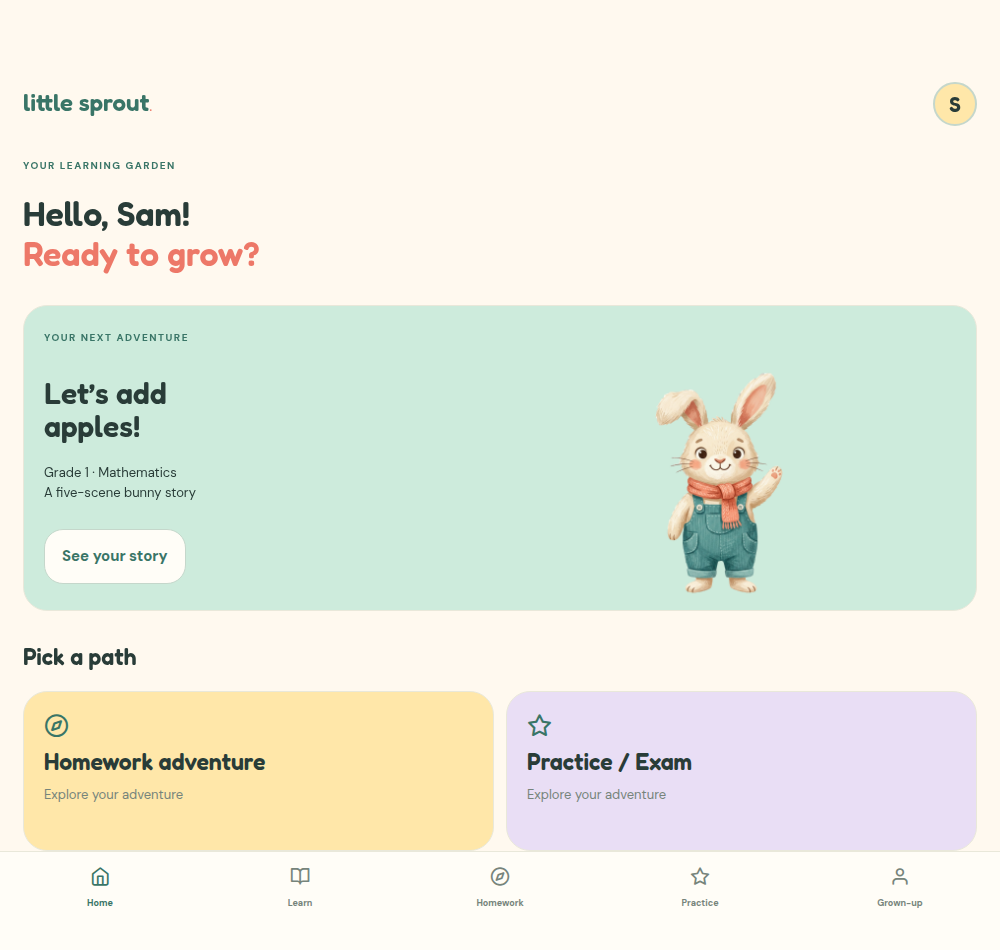 little sprout.
S
YOUR LEARNING GARDEN
Hello, Sam!
Ready to grow?
YOUR NEXT ADVENTURE
Let’s add
apples!
Grade 1 · Mathematics
A five-scene bunny story
See your story
Pick a path
Homework adventure
Explore your adventure
Practice / Exam
Explore your adventure
Home
Learn
Homework
Practice
Grown-up